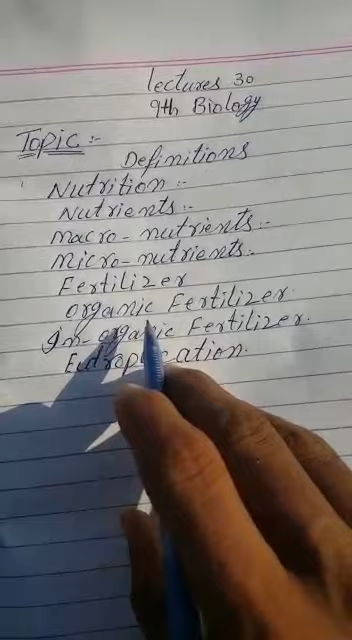 lectures 30
9th Biology
Topic :-
Definitions
Nutrition :-
Nutrients :-
Macro-nutrients :-
Micro-nutrients :-
Fertilizer
Organic Fertilizer.
In-organic Fertilizer.